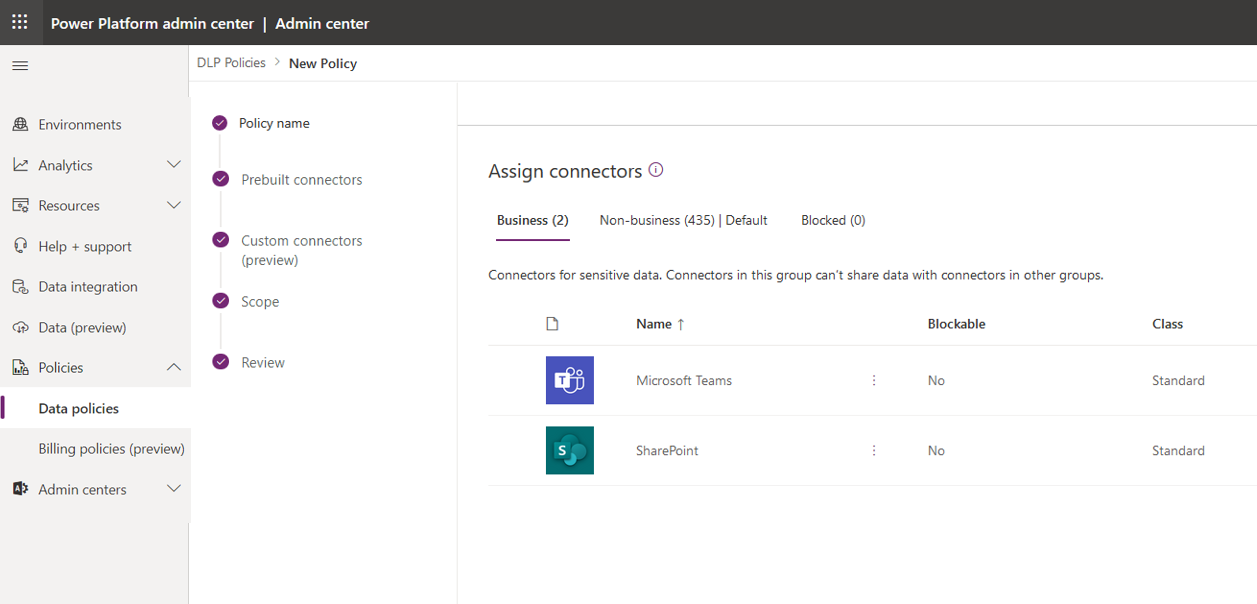 Power Platform admin center | Admin center
DLP Policies > New Policy
Environments
Analytics
Resources
Help + support
Data integration
Data (preview)
Policies
Data policies
Billing policies (preview)
Admin centers
Policy name
Prebuilt connectors
Custom connectors
(preview)
Scope
Review
Assign connectors
Business (2) Non-business (435) | Default Blocked (0)
Connectors for sensitive data. Connectors in this group can't share data with connectors in other groups.
Name ↑ Blockable Class
Microsoft Teams No Standard
SharePoint No Standard